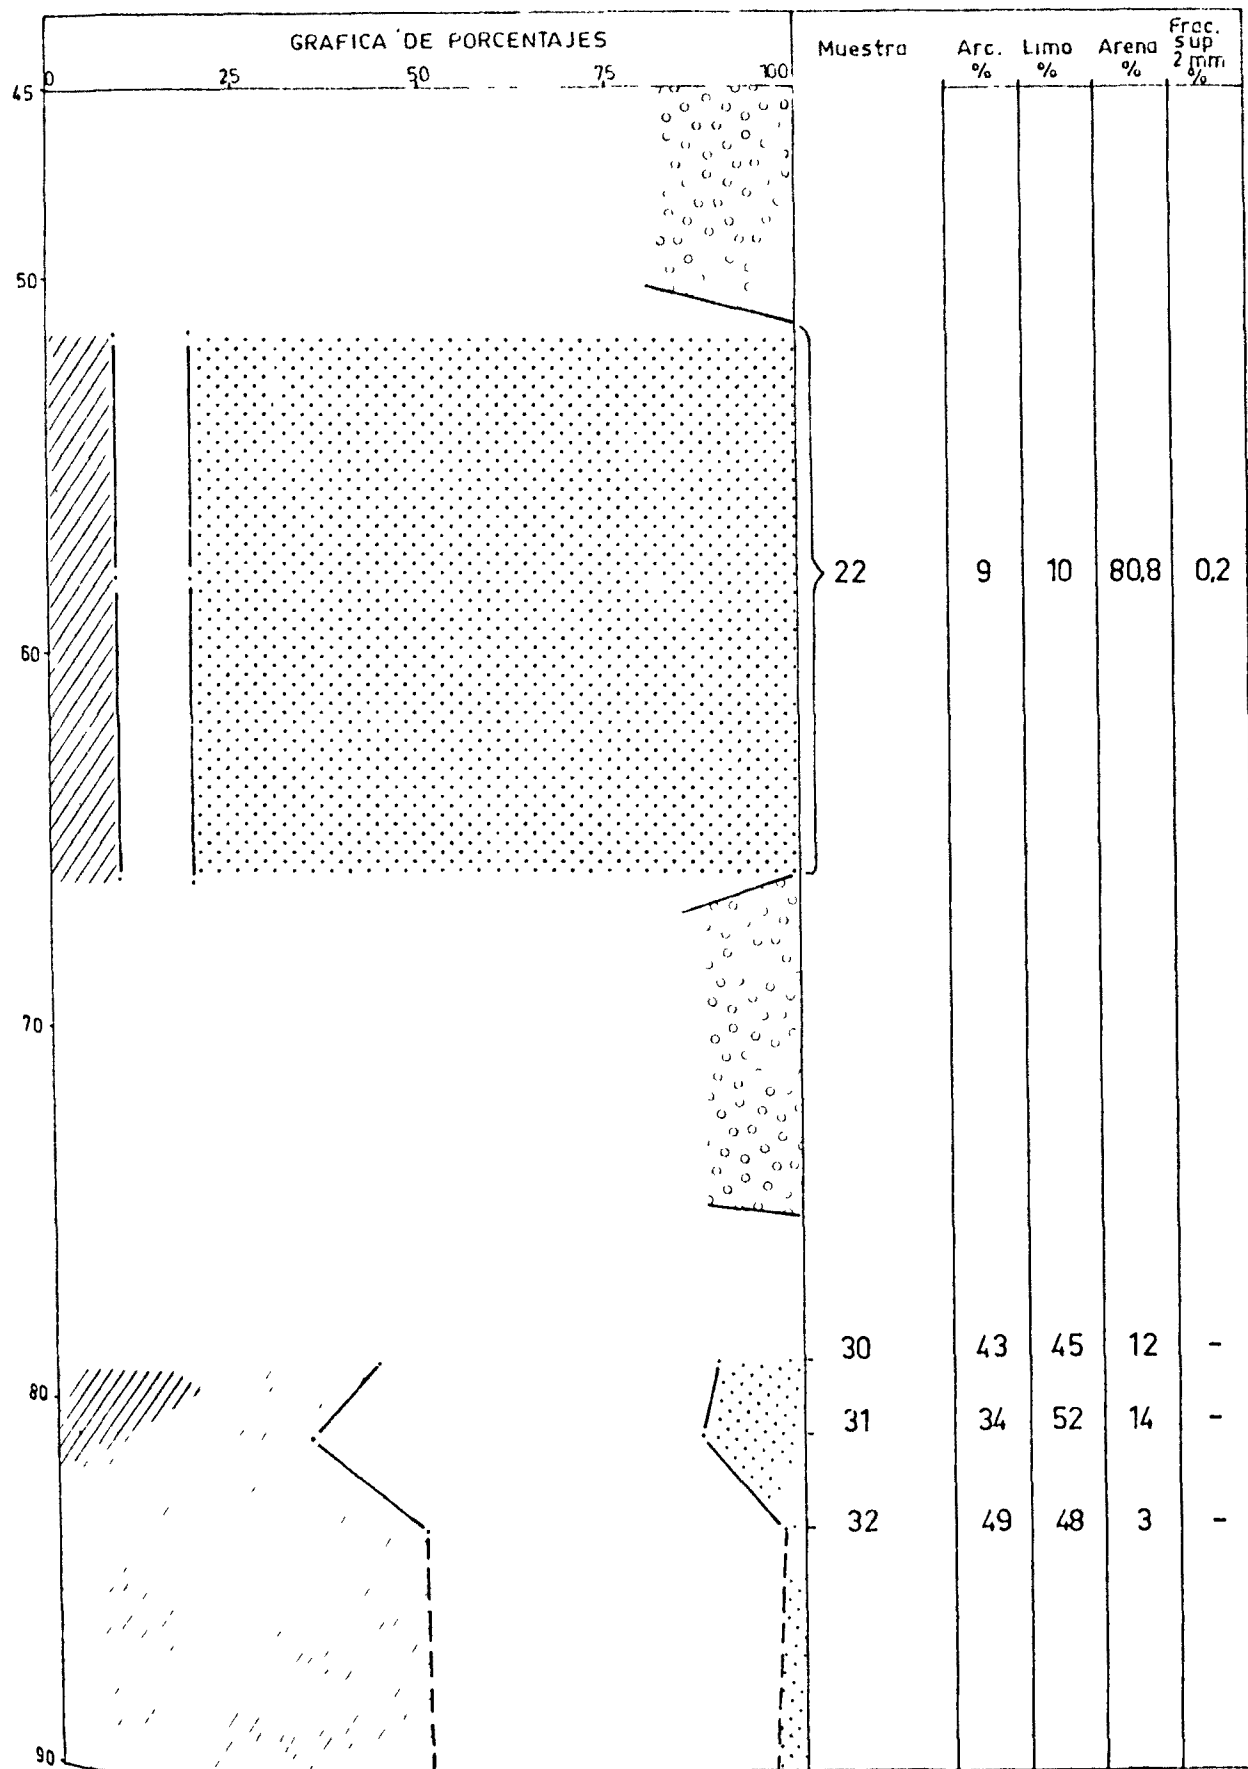 GRAFICA DE PORCENTAJES
0 25 50 75 100
Muestra
Arc. %
Limo %
Arena %
Frac. sup 2 mm %
45
50
22 9 10 80,8 0,2
60
70
30 43 45 12 -
80
31 34 52 14 -
32 49 48 3 -
90